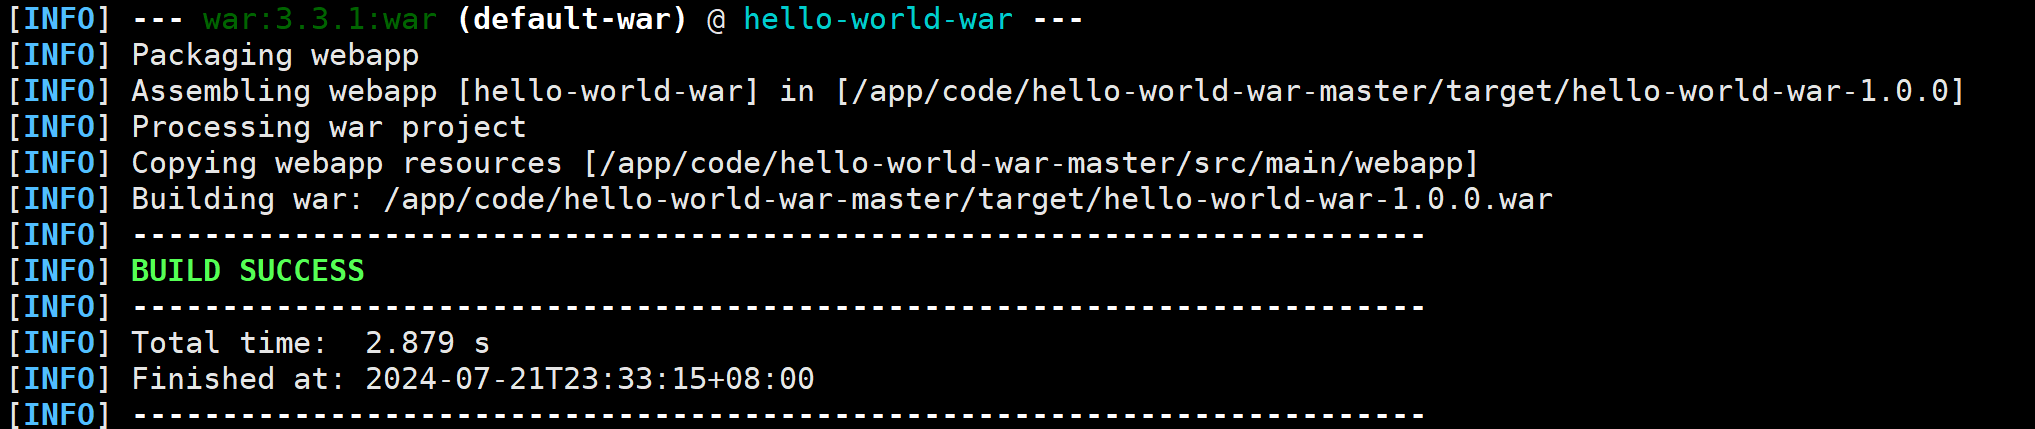 [INFO] --- war:3.3.1:war (default-war) @ hello-world-war ---
[INFO] Packaging webapp
[INFO] Assembling webapp [hello-world-war] in [/app/code/hello-world-war-master/target/hello-world-war-1.0.0]
[INFO] Processing war project
[INFO] Copying webapp resources [/app/code/hello-world-war-master/src/main/webapp]
[INFO] Building war: /app/code/hello-world-war-master/target/hello-world-war-1.0.0.war
[INFO] ------------------------------------------------------------------------
[INFO] BUILD SUCCESS
[INFO] ------------------------------------------------------------------------
[INFO] Total time:  2.879 s
[INFO] Finished at: 2024-07-21T23:33:15+08:00
[INFO] ------------------------------------------------------------------------